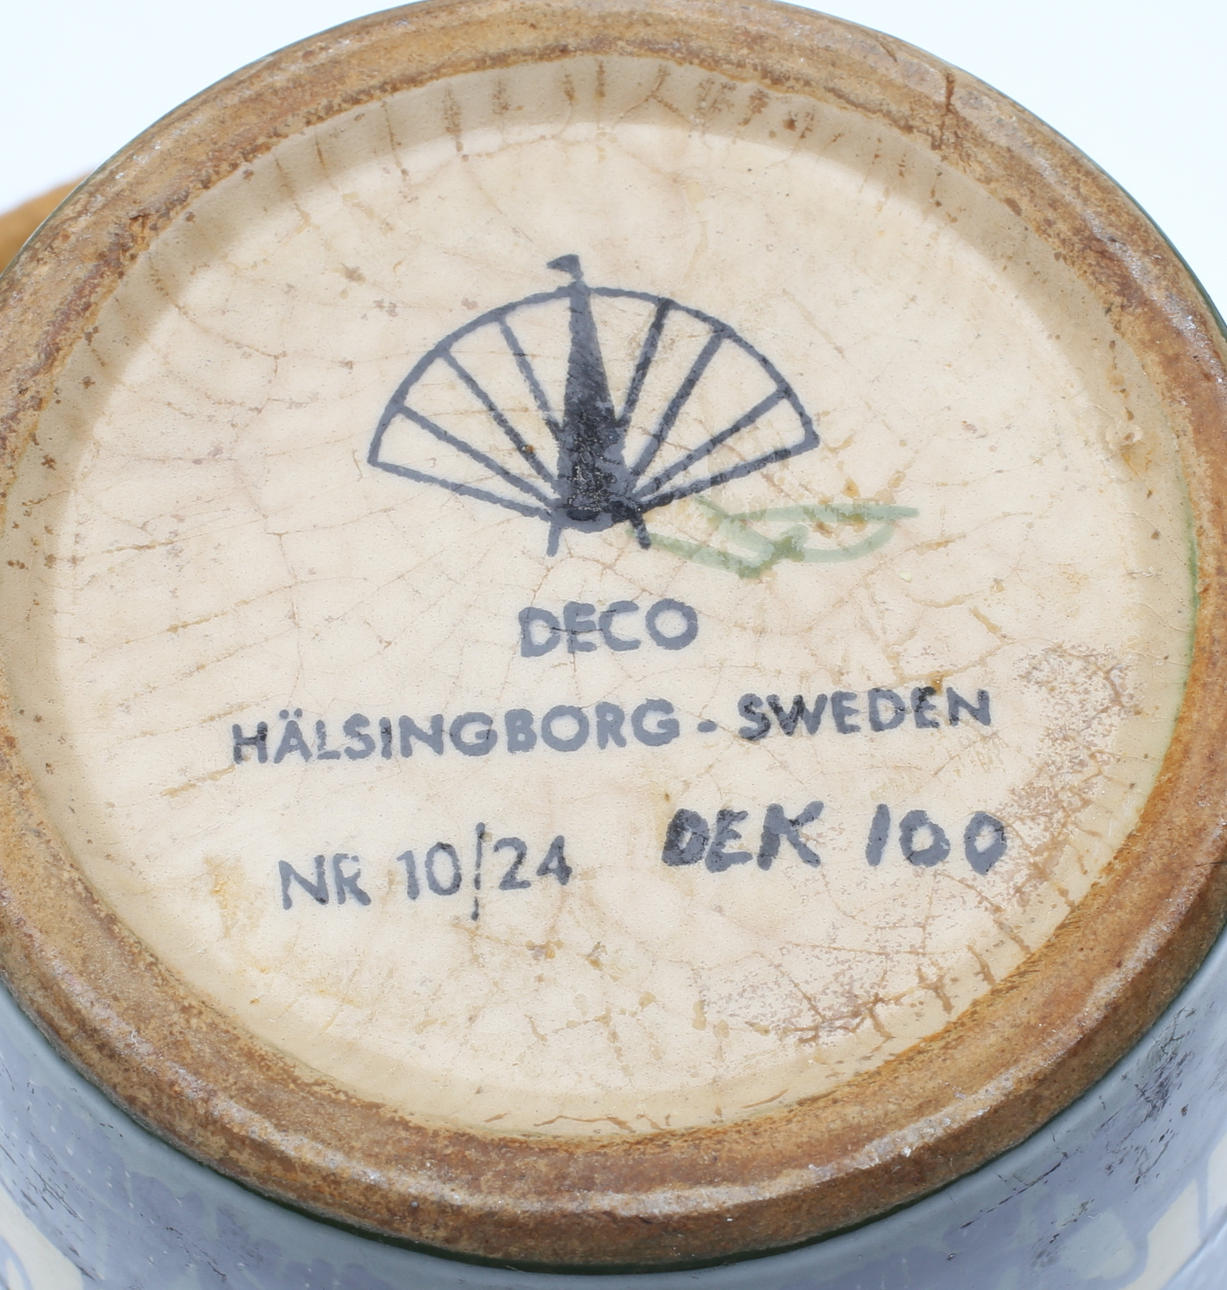 DECO
HÄLSINGBORG - SWEDEN
NR 10/24 DEK 100